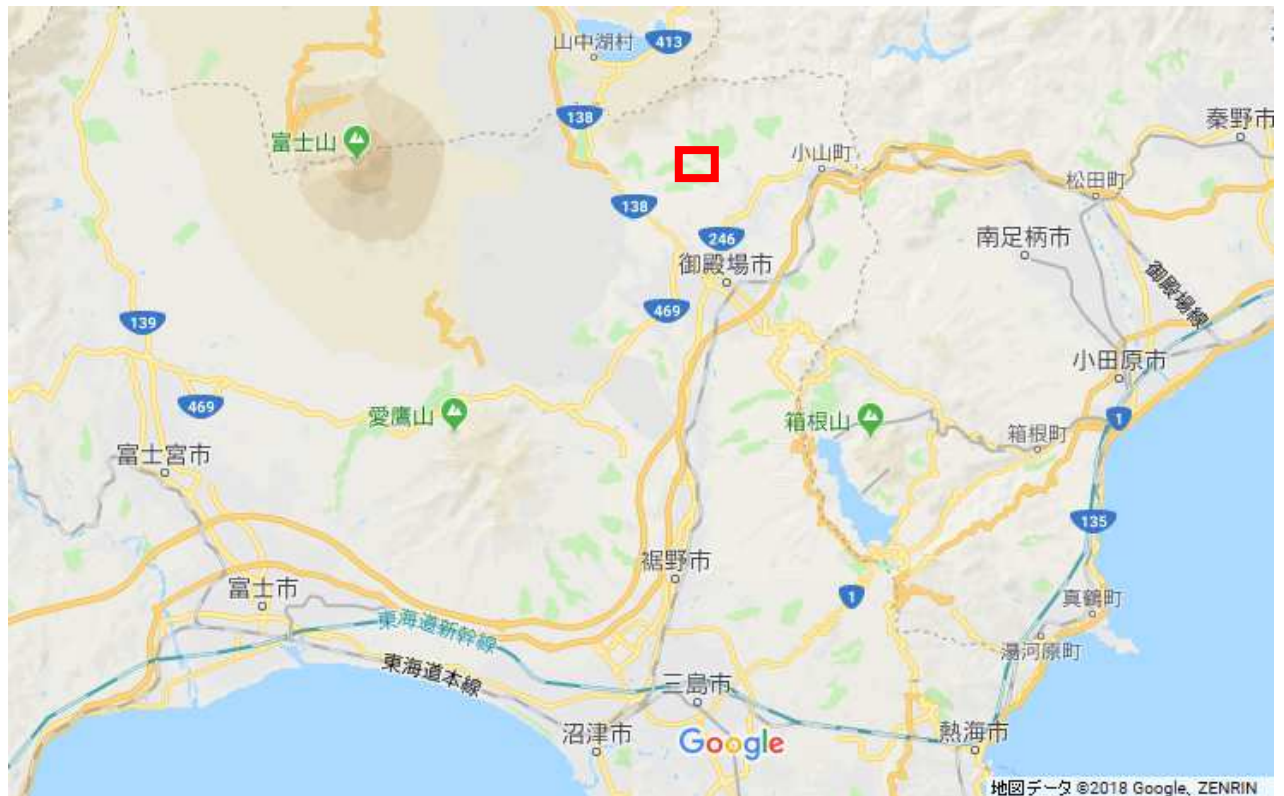 山中湖村
413
138
秦野市
富士山
小山町
松田町
138
246
南足柄市
御殿場市
御殿場線
469
139
小田原市
469
愛鷹山
箱根山
1
箱根町
富士宮市
135
裾野市
富士市
1
真鶴町
東海道新幹線
湯河原町
東海道本線
三島市
沼津市
Google
熱海市
地図データ ©2018 Google、ZENRIN